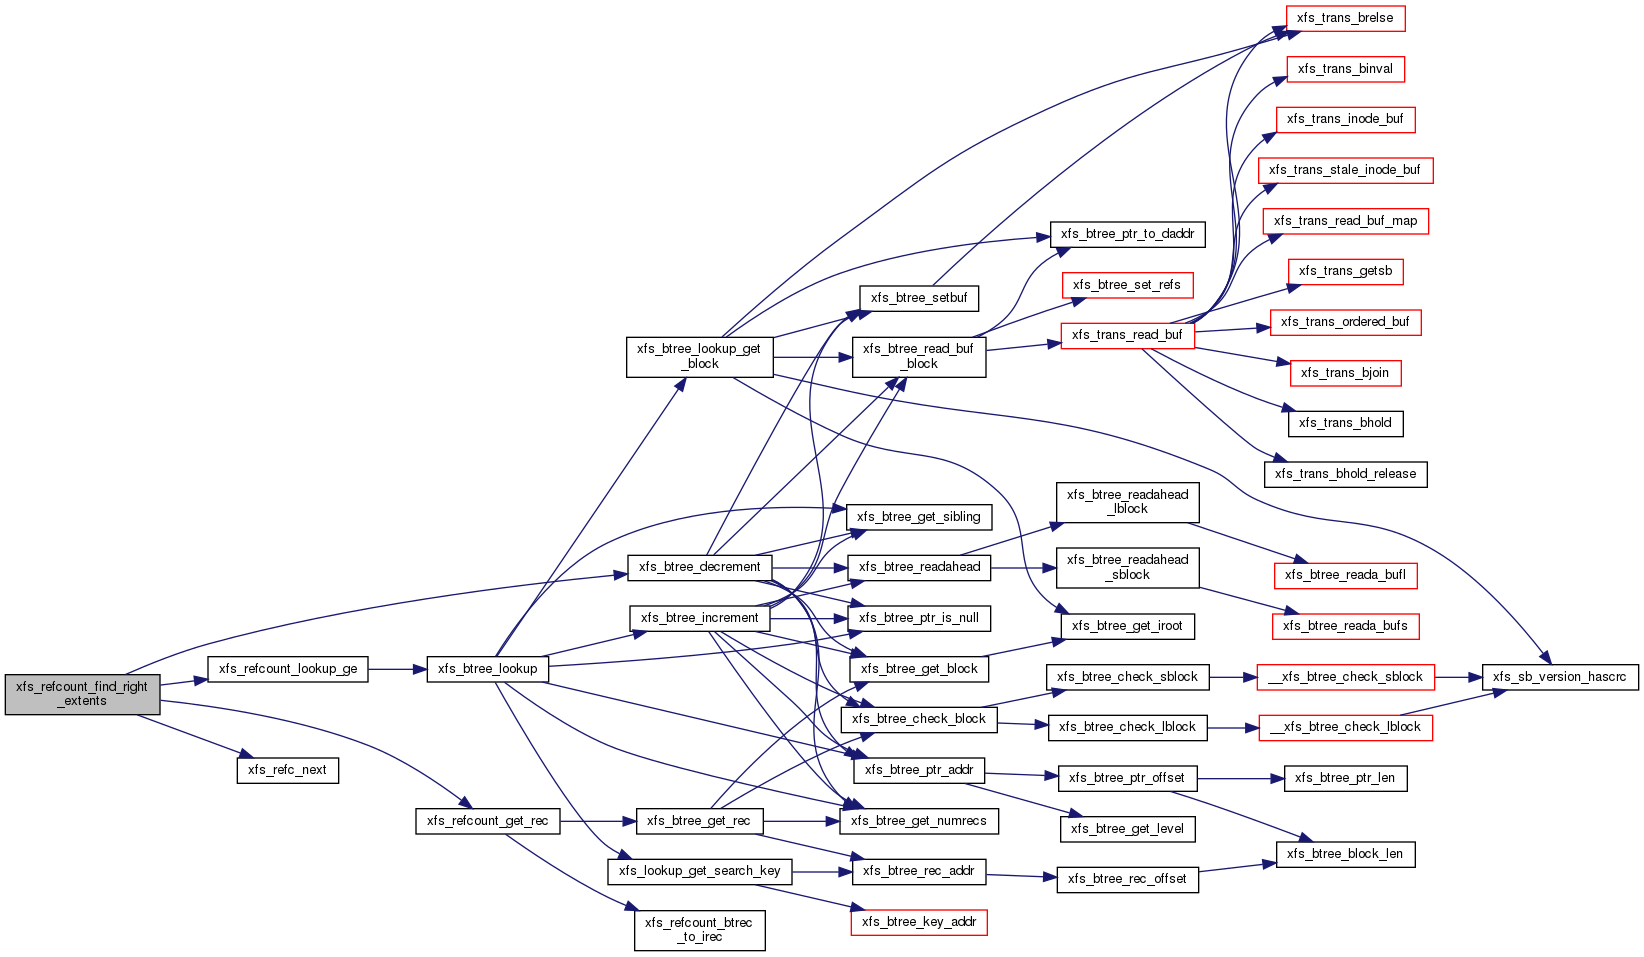 xfs_refcount_find_right
_extents
xfs_refcount_lookup_ge
xfs_refc_next
xfs_btree_lookup
xfs_refcount_get_rec
xfs_btree_lookup_get
_block
xfs_btree_decrement
xfs_btree_increment
xfs_btree_get_rec
xfs_lookup_get_search_key
xfs_refcount_btrec
_to_irec
xfs_btree_setbuf
xfs_btree_read_buf
_block
xfs_btree_get_sibling
xfs_btree_readahead
xfs_btree_ptr_is_null
xfs_btree_get_block
xfs_btree_check_block
xfs_btree_ptr_addr
xfs_btree_get_numrecs
xfs_btree_rec_addr
xfs_btree_key_addr
xfs_btree_ptr_to_daddr
xfs_btree_set_refs
xfs_trans_read_buf
xfs_btree_readahead
_lblock
xfs_btree_readahead
_sblock
xfs_btree_get_iroot
xfs_btree_check_sblock
xfs_btree_check_lblock
xfs_btree_ptr_offset
xfs_btree_get_level
xfs_btree_rec_offset
xfs_trans_brelse
xfs_trans_binval
xfs_trans_inode_buf
xfs_trans_stale_inode_buf
xfs_trans_read_buf_map
xfs_trans_getsb
xfs_trans_ordered_buf
xfs_trans_bjoin
xfs_trans_bhold
xfs_trans_bhold_release
xfs_btree_reada_bufl
xfs_btree_reada_bufs
__xfs_btree_check_sblock
__xfs_btree_check_lblock
xfs_btree_ptr_len
xfs_btree_block_len
xfs_sb_version_hascrc